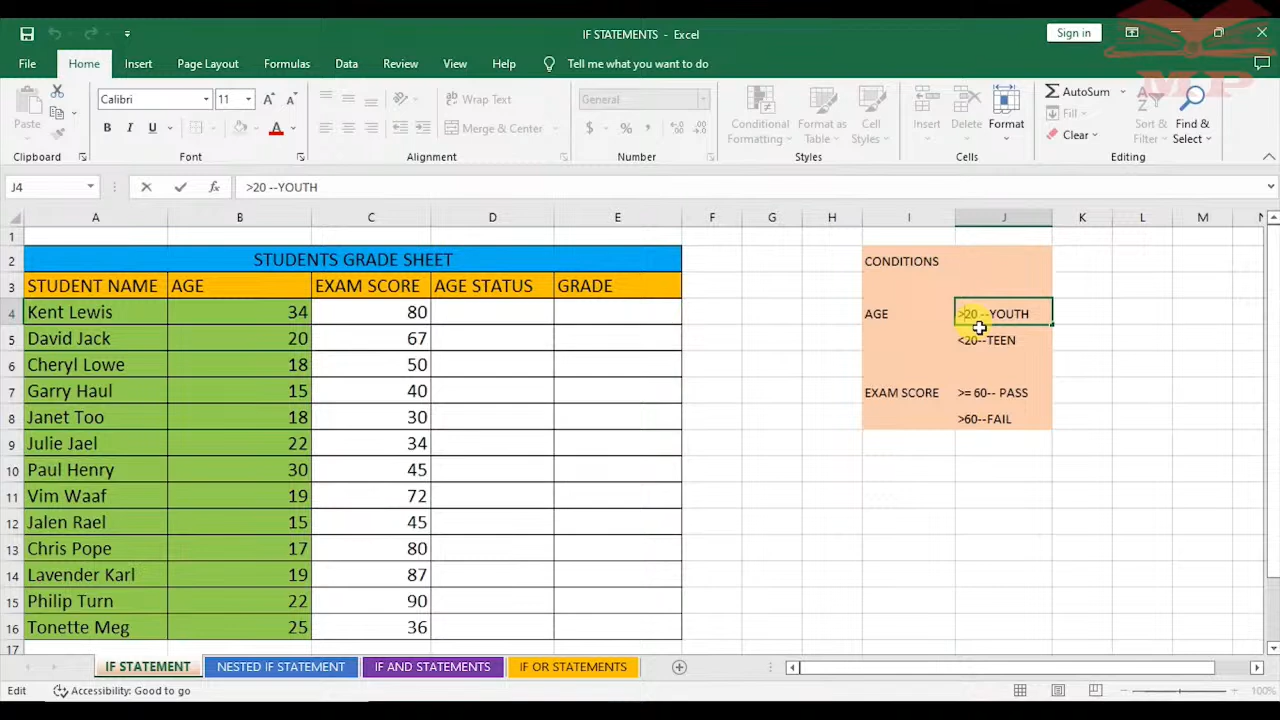 IF STATEMENTS - Excel
Sign in
MP
File Home Insert Page Layout Formulas Data Review View Help Tell me what you want to do
Calibri 11 A A Wrap Text General AutoSum
Paste B I U A Merge & Center $ % , Conditional Formatting Format as Table Cell Styles Insert Delete Format Fill Clear Sort & Filter Find & Select
Clipboard Font Alignment Number Styles Cells Editing
J4 fx >20 --YOUTH
A B C D E F G H I J K L M N
1
2 STUDENTS GRADE SHEET CONDITIONS
3 STUDENT NAME AGE EXAM SCORE AGE STATUS GRADE
4 Kent Lewis 34 80 AGE >20 --YOUTH
5 David Jack 20 67 <20--TEEN
6 Cheryl Lowe 18 50
7 Garry Haul 15 40 EXAM SCORE >= 60-- PASS
8 Janet Too 18 30 >60--FAIL
9 Julie Jael 22 34
10 Paul Henry 30 45
11 Vim Waaf 19 72
12 Jalen Rael 15 45
13 Chris Pope 17 80
14 Lavender Karl 19 87
15 Philip Turn 22 90
16 Tonette Meg 25 36
17
IF STATEMENT NESTED IF STATEMENT IF AND STATEMENTS IF OR STATEMENTS
Edit Accessibility: Good to go 100%